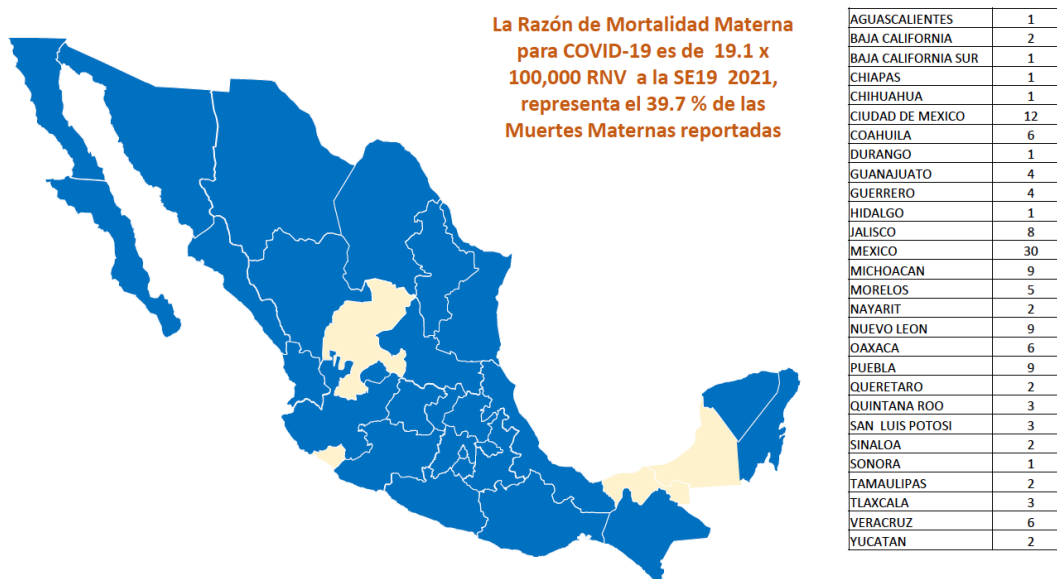 La Razón de Mortalidad Materna
para COVID-19 es de 19.1 x
100,000 RNV a la SE19 2021,
representa el 39.7 % de las
Muertes Maternas reportadas
AGUASCALIENTES 1
BAJA CALIFORNIA 2
BAJA CALIFORNIA SUR 1
CHIAPAS 1
CHIHUAHUA 1
CIUDAD DE MEXICO 12
COAHUILA 6
DURANGO 1
GUANAJUATO 4
GUERRERO 4
HIDALGO 1
JALISCO 8
MEXICO 30
MICHOACAN 9
MORELOS 5
NAYARIT 2
NUEVO LEON 9
OAXACA 6
PUEBLA 9
QUERETARO 2
QUINTANA ROO 3
SAN LUIS POTOSI 3
SINALOA 2
SONORA 1
TAMAULIPAS 2
TLAXCALA 3
VERACRUZ 6
YUCATAN 2